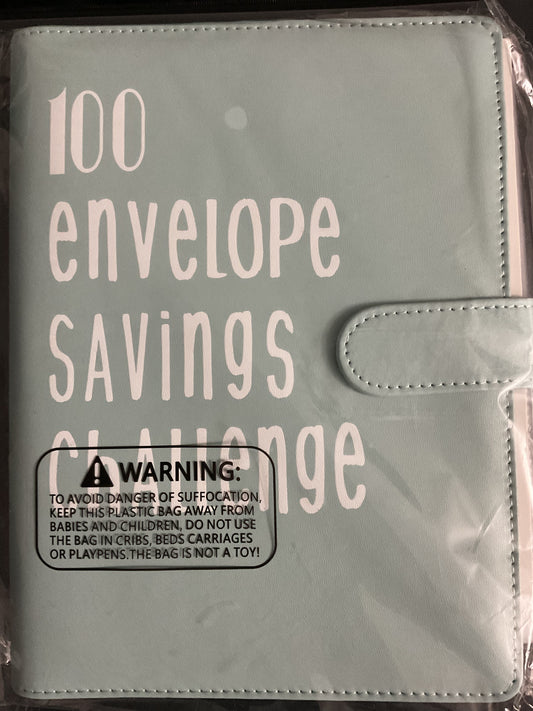 100
envelope
SAvings
Challenge
WARNING:
TO AVOID DANGER OF SUFFOCATION,
KEEP THIS PLASTIC BAG AWAY FROM
BABIES AND CHILDREN, DO NOT USE
THE BAG IN CRIBS, BEDS CARRIAGES
OR PLAYPENS.THE BAG IS NOT A TOY!